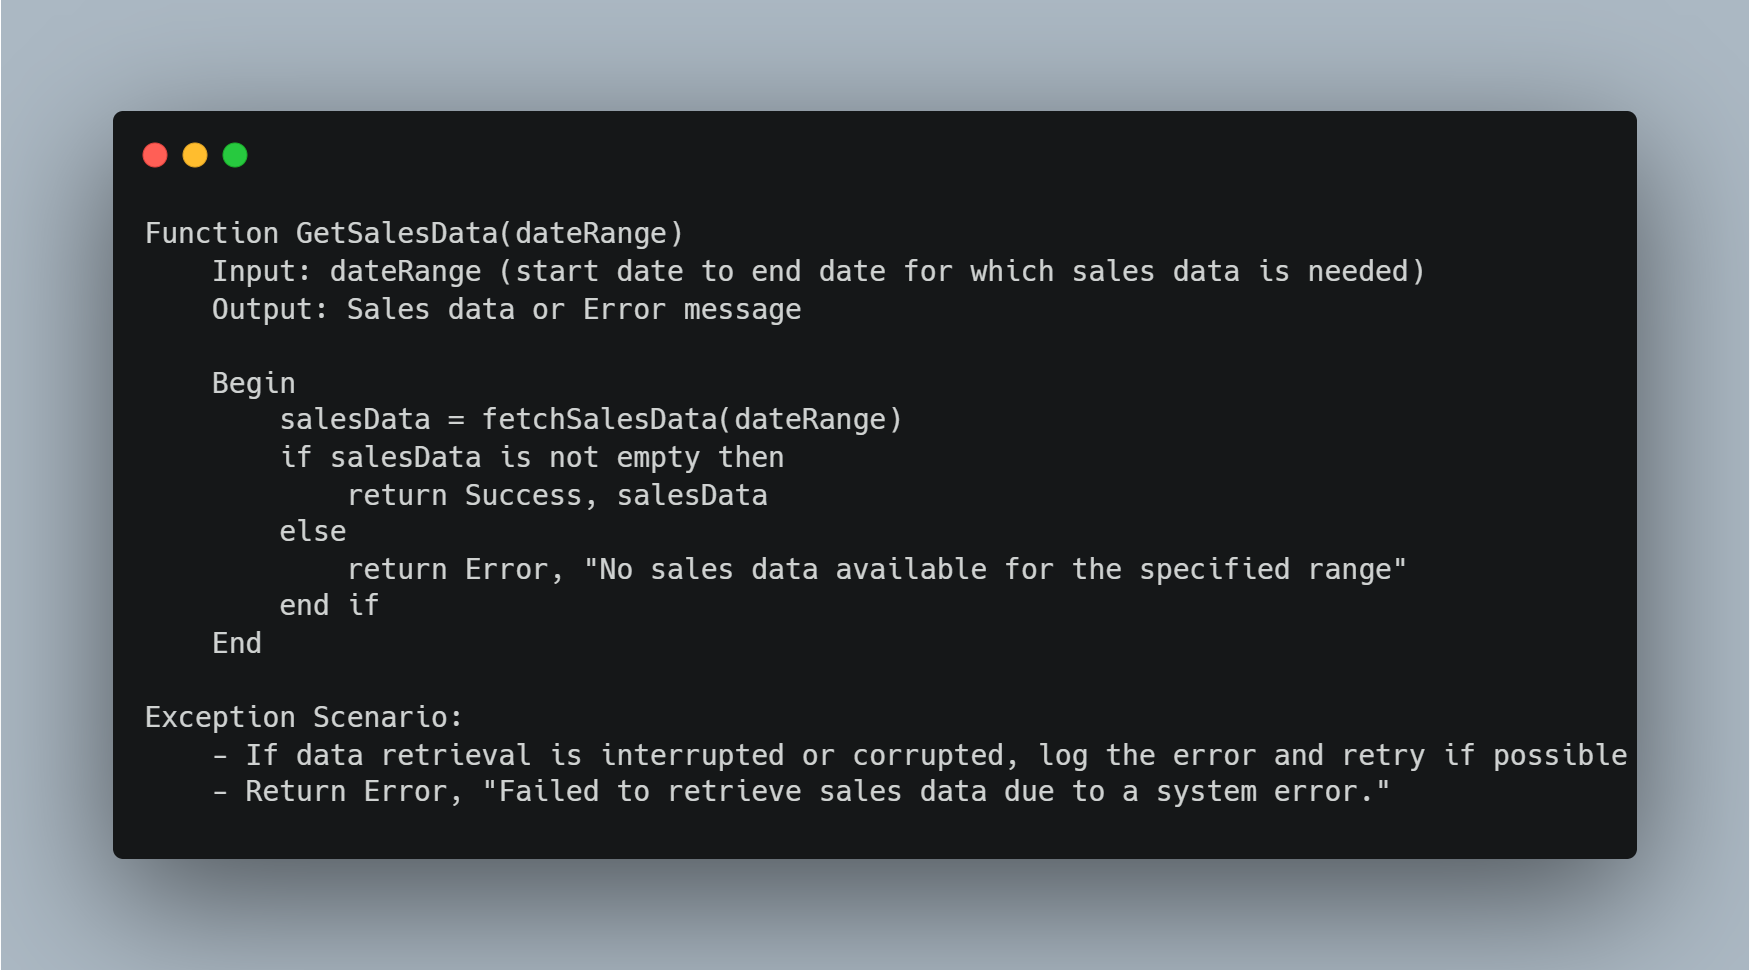 Function GetSalesData(dateRange)
    Input: dateRange (start date to end date for which sales data is needed)
    Output: Sales data or Error message

    Begin
        salesData = fetchSalesData(dateRange)
        if salesData is not empty then
            return Success, salesData
        else
            return Error, "No sales data available for the specified range"
        end if
    End

Exception Scenario:
    - If data retrieval is interrupted or corrupted, log the error and retry if possible
    - Return Error, "Failed to retrieve sales data due to a system error."